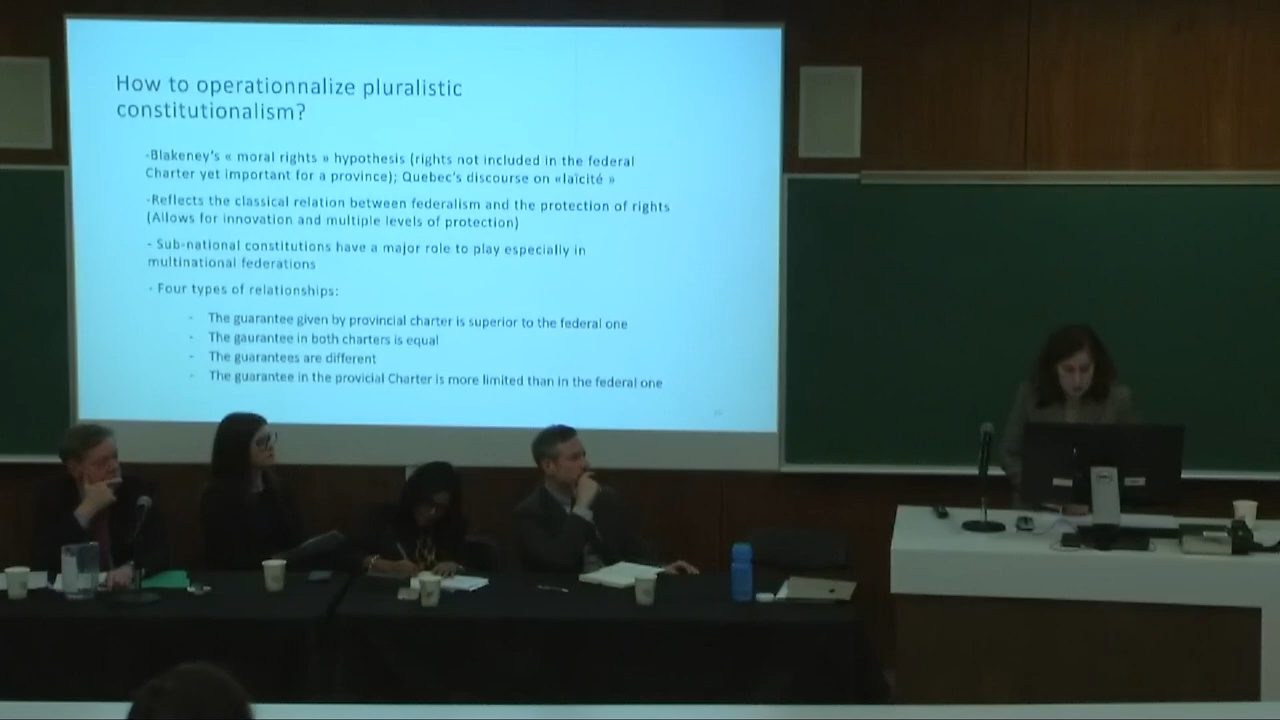 How to operationnalize pluralistic
constitutionalism?
-Blakeney's « moral rights » hypothesis (rights not included in the federal
Charter yet important for a province); Quebec's discourse on «laïcité »
-Reflects the classical relation between federalism and the protection of rights
(Allows for innovation and multiple levels of protection)
- Sub-national constitutions have a major role to play especially in
multinational federations
- Four types of relationships:
- The guarantee given by provincial charter is superior to the federal one
- The gaurantee in both charters is equal
- The guarantees are different
- The guarantee in the provicial Charter is more limited than in the federal one